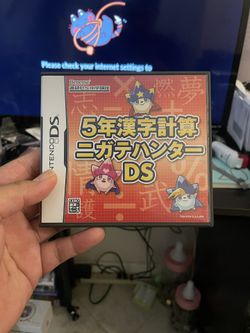 Please check your internet settings to
NINTENDO DS
Benesse
5年漢字計算
ニガテハンター
DS